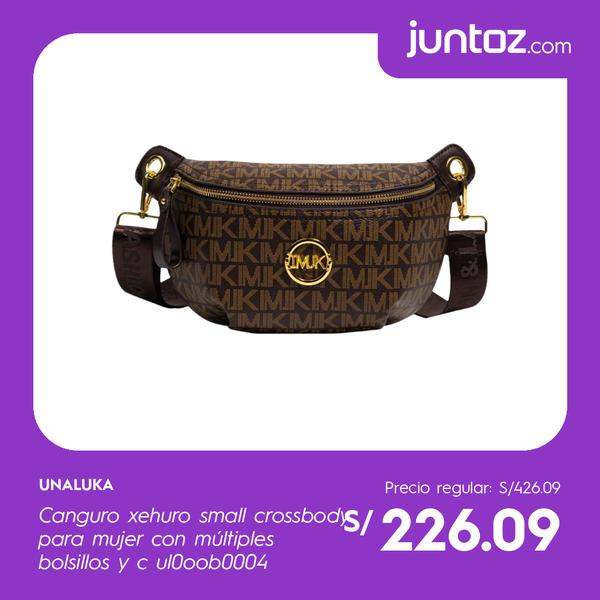 juntoz.com
IMJK
UNALUKA
Canguro xehuro small crossbody
para mujer con múltiples
bolsillos y c ul0oob0004
Precio regular: S/426.09
S/ 226.09